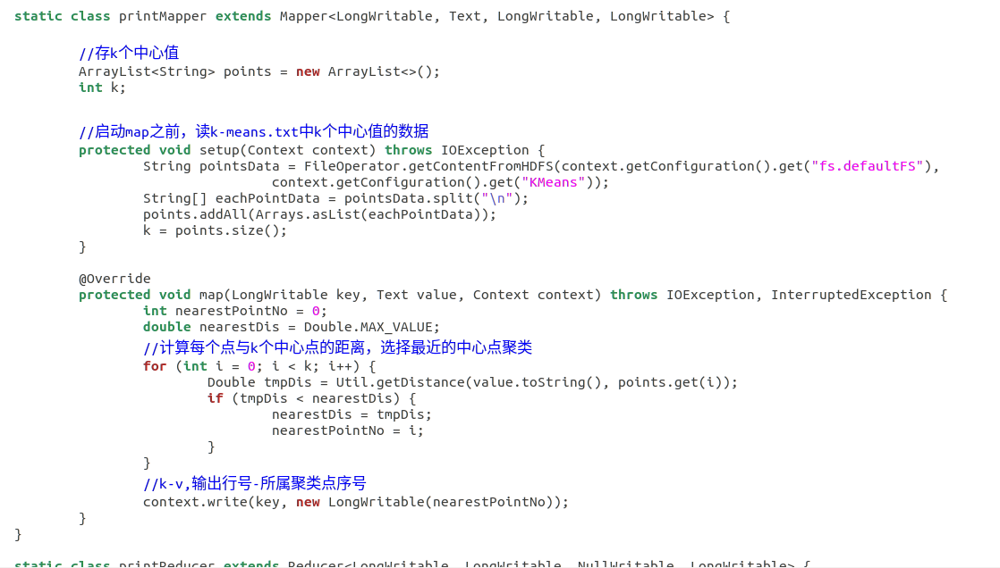 static class printMapper extends Mapper<LongWritable, Text, LongWritable, LongWritable> {
//存k个中心值
ArrayList<String> points = new ArrayList<>();
int k;
//启动map之前，读k-means.txt中k个中心值的数据
protected void setup(Context context) throws IOException {
String pointsData = FileOperator.getContentFromHDFS(context.getConfiguration().get("fs.defaultFS"),
context.getConfiguration().get("KMeans"));
String[] eachPointData = pointsData.split("\n");
points.addAll(Arrays.asList(eachPointData));
k = points.size();
}
@Override
protected void map(LongWritable key, Text value, Context context) throws IOException, InterruptedException {
int nearestPointNo = 0;
double nearestDis = Double.MAX_VALUE;
//计算每个点与k个中心点的距离，选择最近的中心点聚类
for (int i = 0; i < k; i++) {
Double tmpDis = Util.getDistance(value.toString(), points.get(i));
if (tmpDis < nearestDis) {
nearestDis = tmpDis;
nearestPointNo = i;
}
}
//k-v,输出行号-所属聚类点序号
context.write(key, new LongWritable(nearestPointNo));
}
}
static class printReducer extends Reducer<LongWritable, LongWritable, NullWritable, LongWritable> {